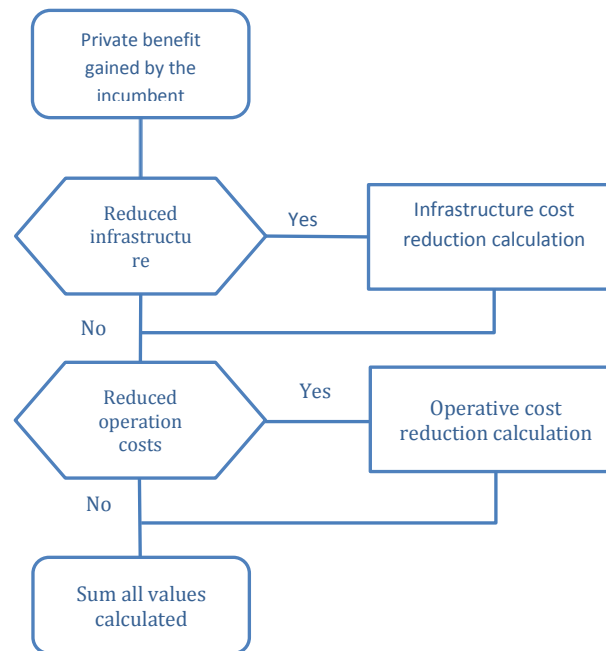 Private benefit
gained by the
incumbent
Reduced
infrastructu
re
Yes
Infrastructure cost
reduction calculation
No
Reduced
operation
costs
Yes
Operative cost
reduction calculation
No
Sum all values
calculated